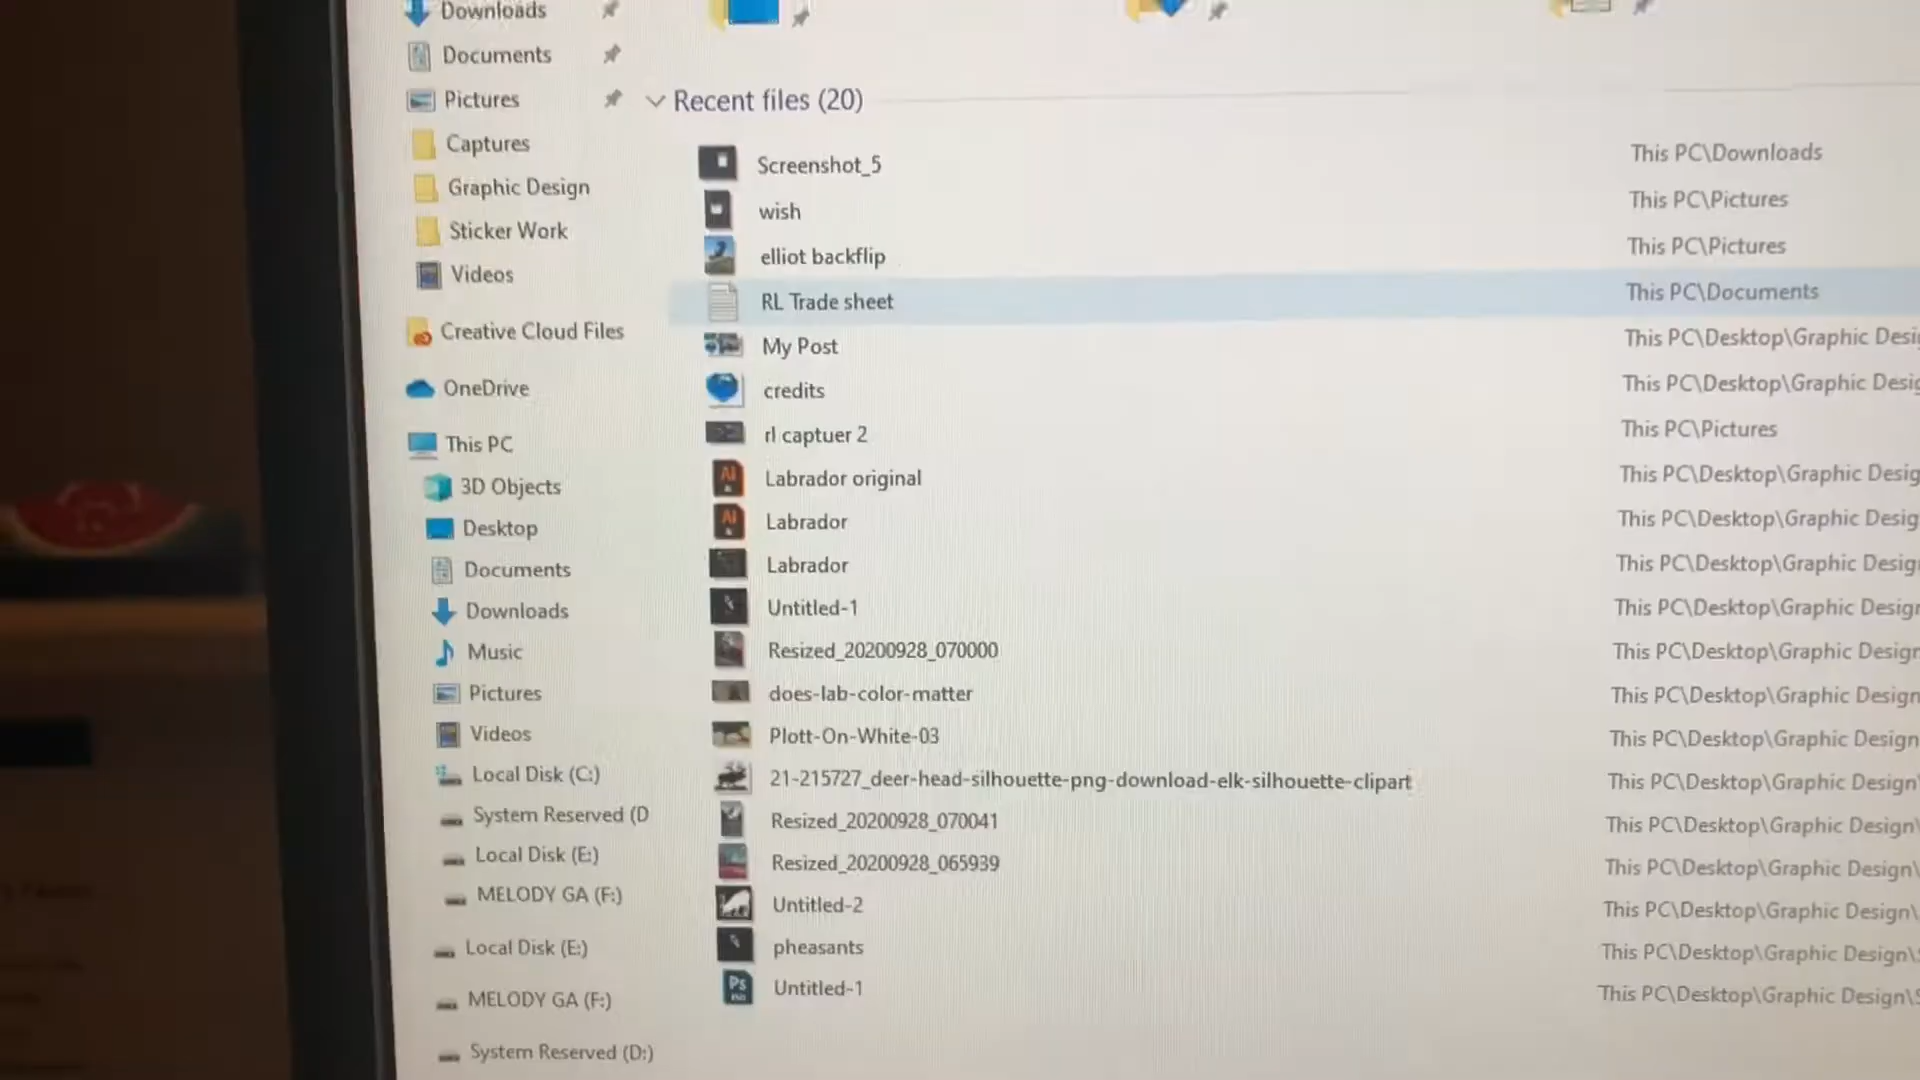 Downloads
Documents
Pictures
Captures
Graphic Design
Sticker Work
Videos
Creative Cloud Files
OneDrive
This PC
3D Objects
Desktop
Documents
Downloads
Music
Pictures
Videos
Local Disk (C:)
System Reserved (D
Local Disk (E:)
MELODY GA (F:)
Local Disk (E:)
MELODY GA (F:)
System Reserved (D:)
Recent files (20)
Screenshot_5 This PC\Downloads
wish This PC\Pictures
elliot backflip This PC\Pictures
RL Trade sheet This PC\Documents
My Post This PC\Desktop\Graphic Desi
credits This PC\Desktop\Graphic Desig
rl captuer 2 This PC\Pictures
Labrador original This PC\Desktop\Graphic Desig
Labrador This PC\Desktop\Graphic Desig
Labrador This PC\Desktop\Graphic Desig
Untitled-1 This PC\Desktop\Graphic Design
Resized_20200928_070000 This PC\Desktop\Graphic Design
does-lab-color-matter This PC\Desktop\Graphic Design
Plott-On-White-03 This PC\Desktop\Graphic Design
21-215727_deer-head-silhouette-png-download-elk-silhouette-clipart This PC\Desktop\Graphic Design\
Resized_20200928_070041 This PC\Desktop\Graphic Design\
Resized_20200928_065939 This PC\Desktop\Graphic Design\
Untitled-2 This PC\Desktop\Graphic Design\
pheasants This PC\Desktop\Graphic Design\
Untitled-1 This PC\Desktop\Graphic Design\S